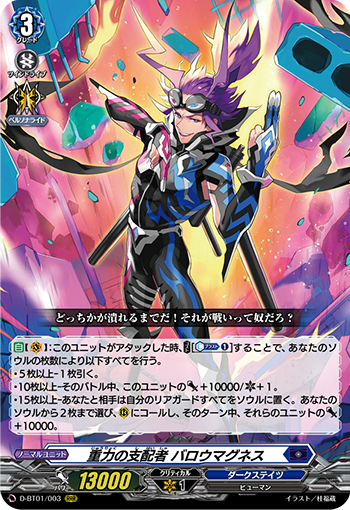 3
グレード
ツインドライブ
ペルソナライド
どっちかが潰れるまでだ!それが戦いって奴だろ?
自【V】【1】:このユニットがアタックした時、【コスト】【 1】することで、あなたのソ
ウルの枚数により以下すべてを行う。
・5枚以上-1枚引く。
・10枚以上-そのバトル中、このユニットの+10000/+1。
・15枚以上-あなたと相手は自分のリアガードすべてをソウルに置く。あなたのソ
ウルから2枚まで選び、Rにコールし、そのターン中、それらのユニットの
+10000。
ノーマルユニット
重力の支配者 バロウマグネス
パワー
13000
クリティカル
1
ダークステイツ
ヒューマン
D-BT01/003 RRR
イラスト/桂福蔵